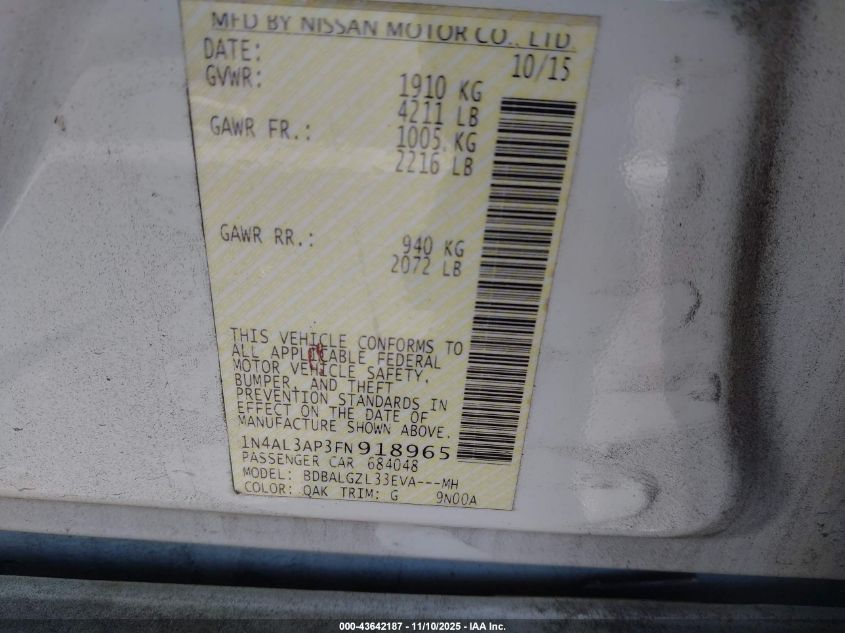 MFD BY NISSAN MOTOR CO., LTD.
DATE: 10/15
GVWR: 1910 KG
4211 LB
GAWR FR.: 1005 KG
2216 LB
GAWR RR.: 940 KG
2072 LB
THIS VEHICLE CONFORMS TO
ALL APPLICABLE FEDERAL
MOTOR VEHICLE SAFETY,
BUMPER, AND THEFT
PREVENTION STANDARDS IN
EFFECT ON THE DATE OF
MANUFACTURE SHOWN ABOVE.
1N4AL3AP3FN918965
PASSENGER CAR 684048
MODEL: BDBALGZL33EVA---MH
COLOR: QAK TRIM: G 9N00A
000-43642187 - 11/10/2025 - IAA Inc.